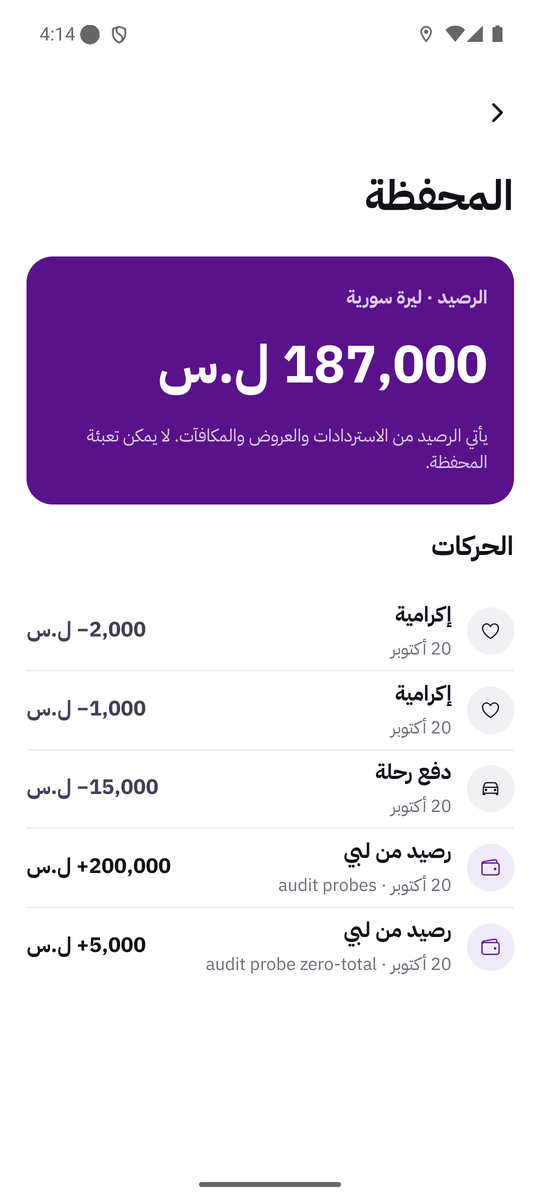 4:14
المحفظة
الرصيد · ليرة سورية
187,000 ل.س
يأتي الرصيد من الاستردادات والعروض والمكافآت. لا يمكن تعبئة
المحفظة.
الحركات
إكرامية
−2,000 ل.س
20 أكتوبر
إكرامية
−1,000 ل.س
20 أكتوبر
دفع رحلة
−15,000 ل.س
20 أكتوبر
رصيد من لبي
+200,000 ل.س
20 أكتوبر · audit probes
رصيد من لبي
+5,000 ل.س
20 أكتوبر · audit probe zero-total